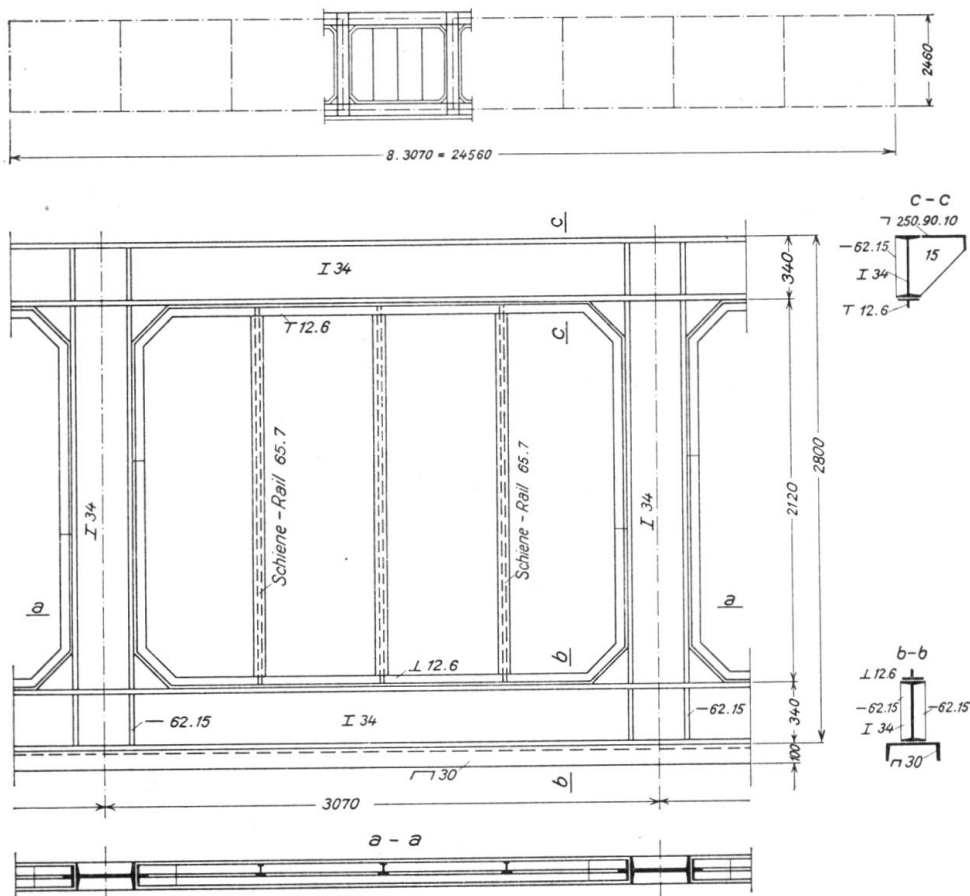 2460
8.3070 = 24560
c
c - c
ㄱ 250.90.10
— 62.15
15
I 34
T 12.6
I 34
340
T 12.6
c
Schiene - Rail 65.7
Schiene - Rail 65.7
I 34
I 34
2120
2800
a
a
b
b-b
⊥ 12.6
⊥12.6
—62.15
—62.15
I 34
⊓ 30
— 62.15
I 34
—62.15
340
100
⊓ 30
b
3070
a - a